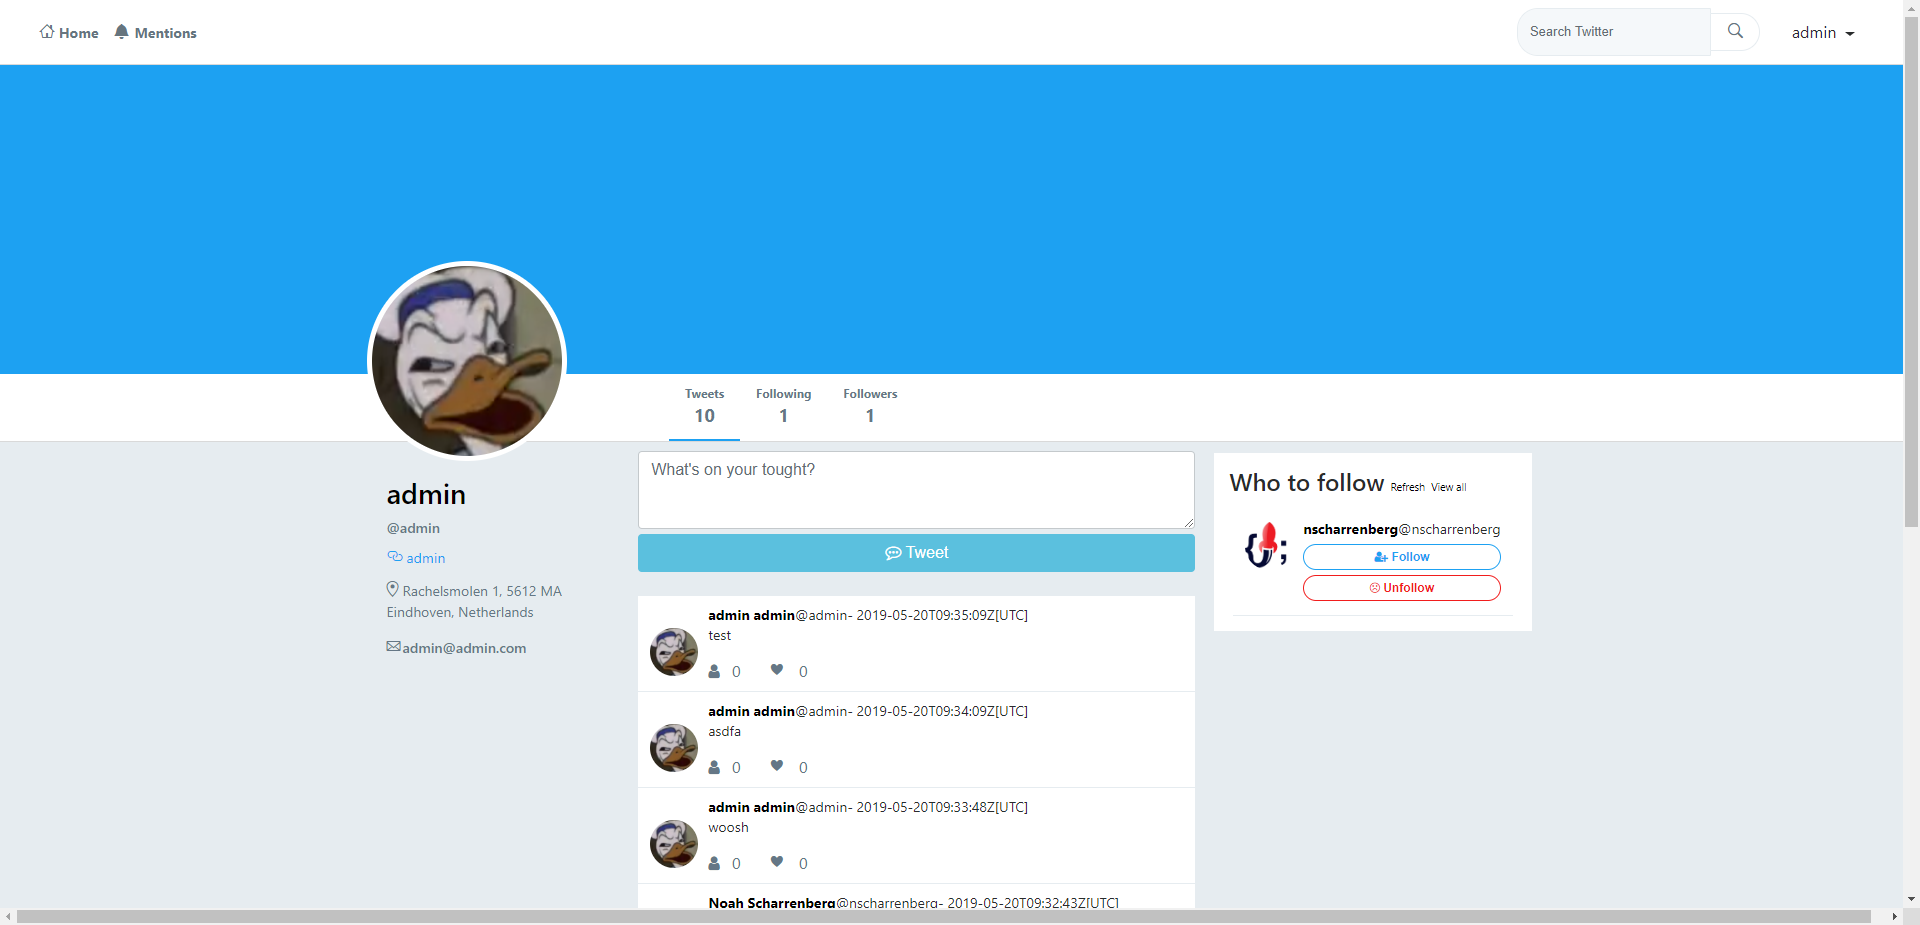 Home Mentions
Search Twitter
admin
Tweets Following Followers
10 1 1
admin
@admin
admin
Rachelsmolen 1, 5612 MA
Eindhoven, Netherlands
admin@admin.com
What's on your tought?
Tweet
admin admin@admin- 2019-05-20T09:35:09Z[UTC]
test
0 0
admin admin@admin- 2019-05-20T09:34:09Z[UTC]
asdfa
0 0
admin admin@admin- 2019-05-20T09:33:48Z[UTC]
woosh
0 0
Noah Scharrenberg@nscharrenberg- 2019-05-20T09:32:43Z[UTC]
Who to follow Refresh View all
nscharrenberg@nscharrenberg
Follow
Unfollow